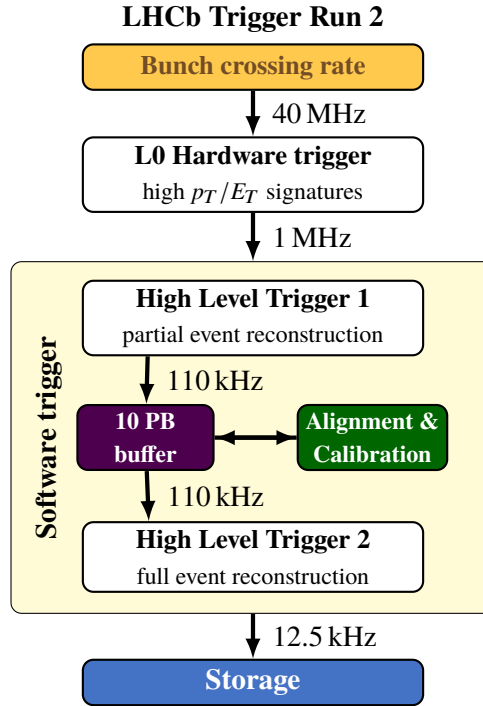 LHCb Trigger Run 2
Bunch crossing rate
40 MHz
L0 Hardware trigger
high p_T/E_T signatures
1 MHz
Software trigger
High Level Trigger 1
partial event reconstruction
110 kHz
10 PB
buffer
Alignment &
Calibration
110 kHz
High Level Trigger 2
full event reconstruction
12.5 kHz
Storage